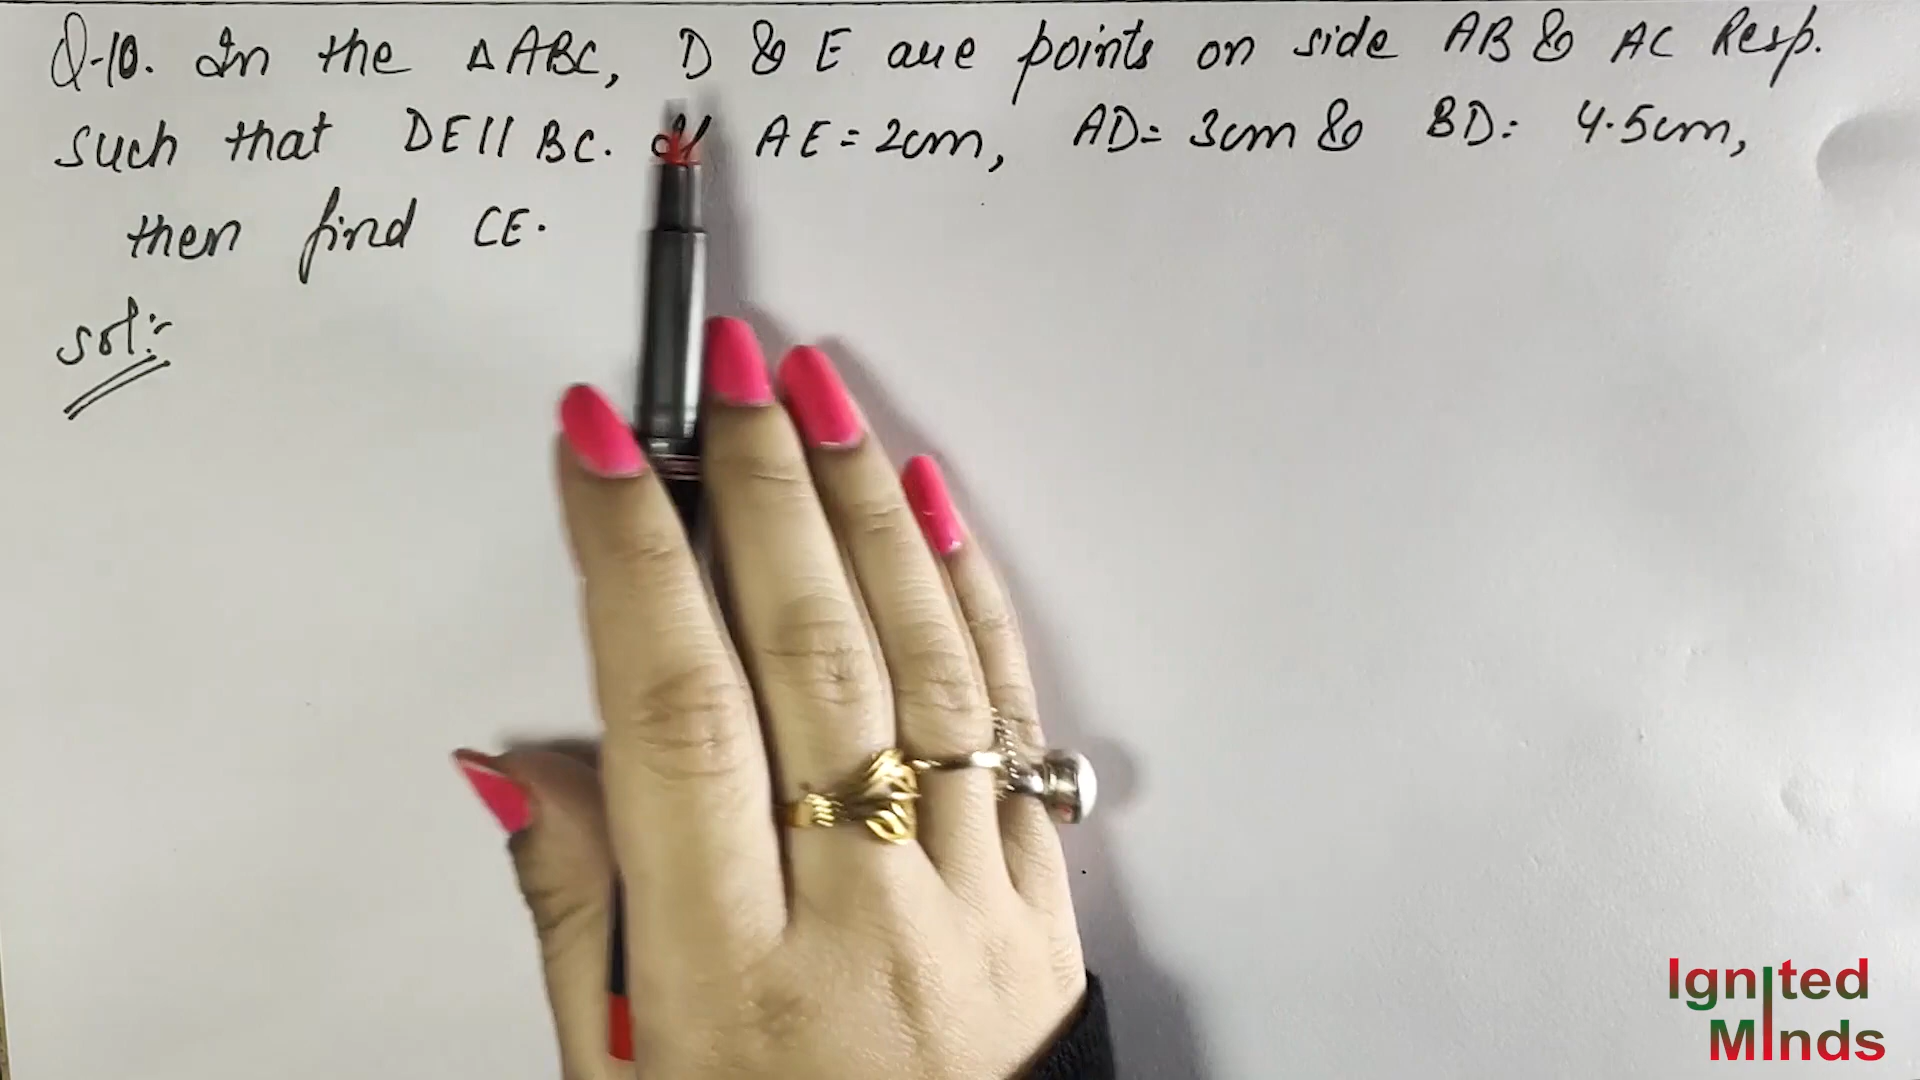 Q-10. In the △ABC, D & E are points on side AB & AC Resp.
such that DE||BC. If AE = 2cm, AD = 3cm & BD: 4.5cm,
then find CE.
Sol:-
Ignited
Minds